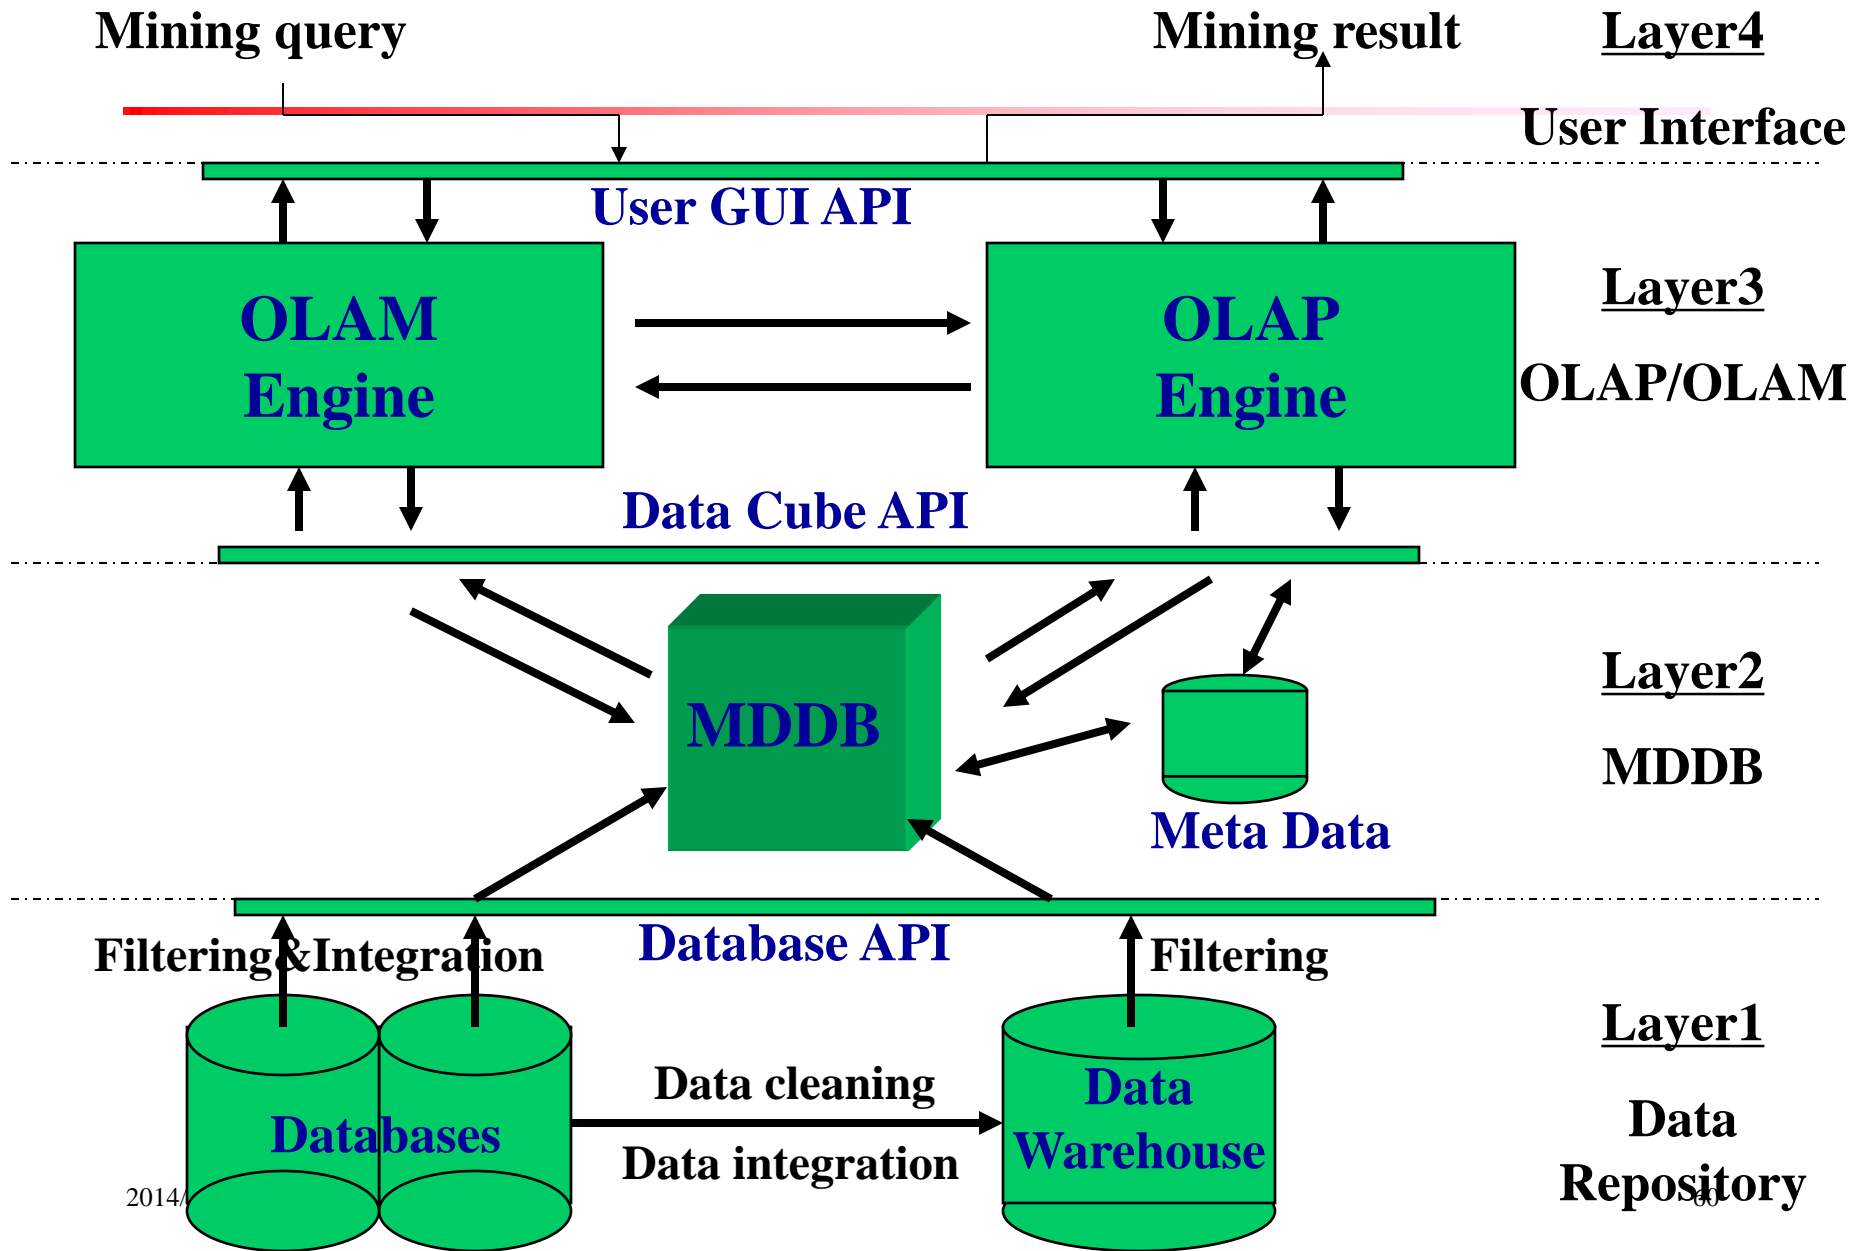 Mining query
Mining result
Layer4
User Interface
User GUI API
OLAM
Engine
OLAP
Engine
Layer3
OLAP/OLAM
Data Cube API
MDDB
Meta Data
Layer2
MDDB
Filtering&Integration
Database API
Filtering
Databases
Data cleaning
Data integration
Data
Warehouse
Layer1
Data
Repository
2014/
60